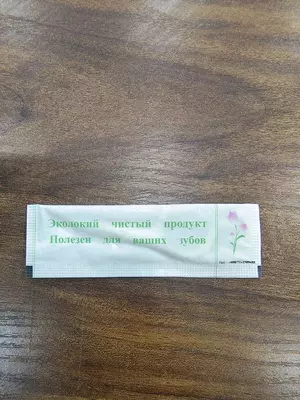 Эколокий чистый продукт
Полезен для ваших зубов